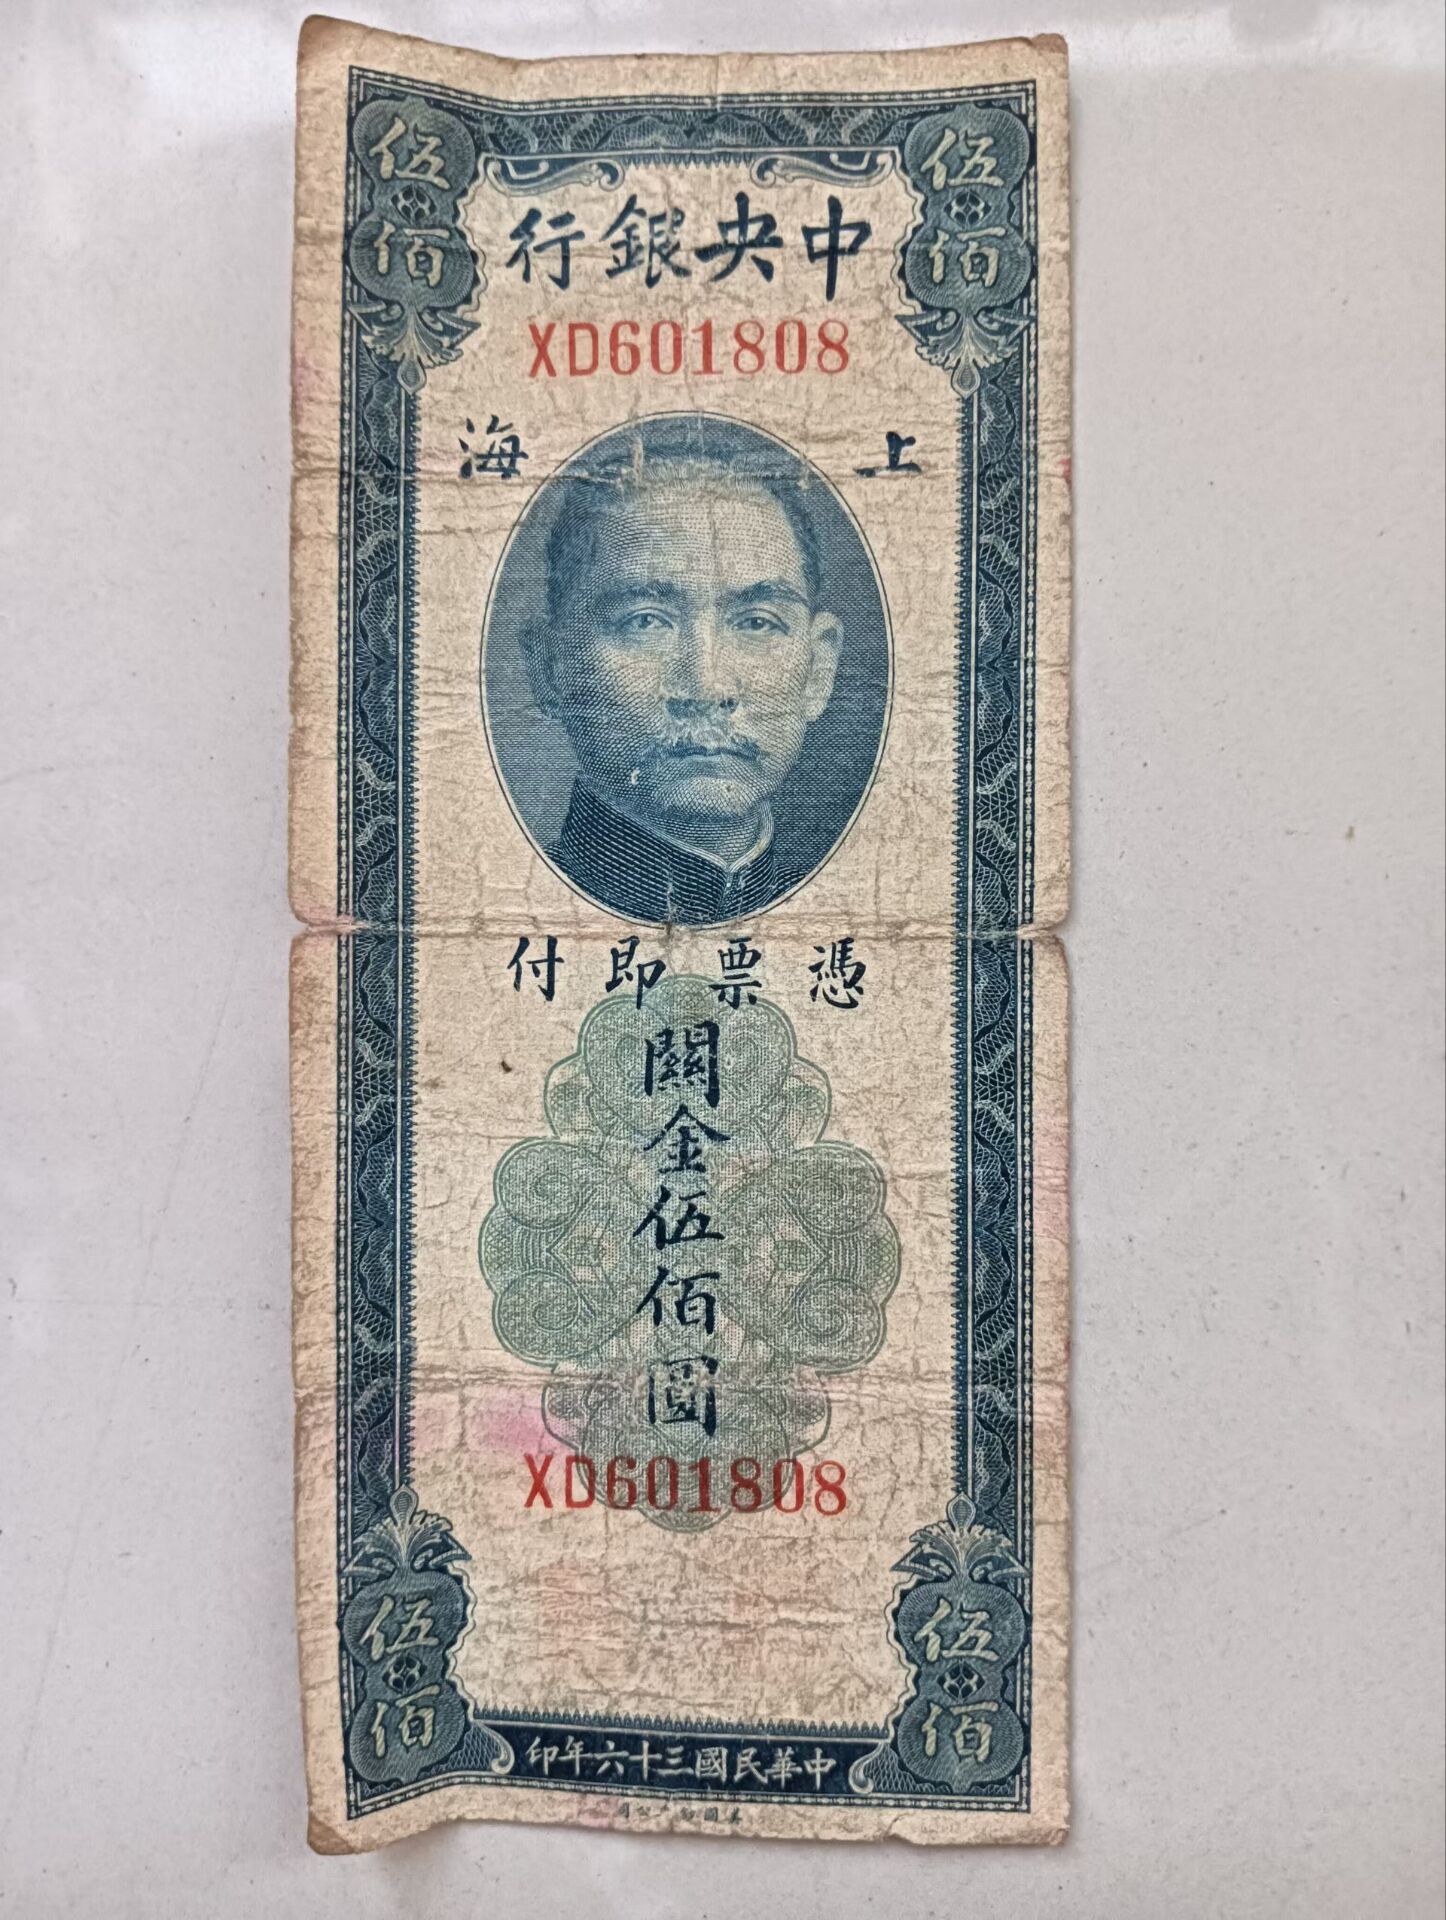 伍佰
伍佰
中央銀行
XD601808
上海
憑票即付
關金伍佰圓
XD601808
伍佰
伍佰
中華民國三十六年印